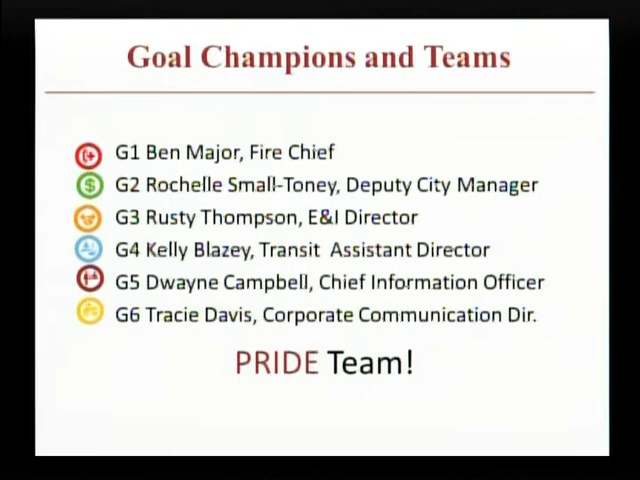 Goal Champions and Teams
G1 Ben Major, Fire Chief
G2 Rochelle Small-Toney, Deputy City Manager
G3 Rusty Thompson, E&I Director
G4 Kelly Blazey, Transit Assistant Director
G5 Dwayne Campbell, Chief Information Officer
G6 Tracie Davis, Corporate Communication Dir.
PRIDE Team!